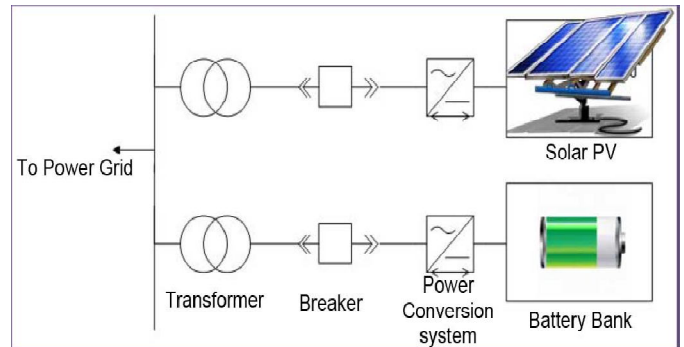 Solar PV
To Power Grid
Transformer
Breaker
Power
Conversion
system
Battery Bank